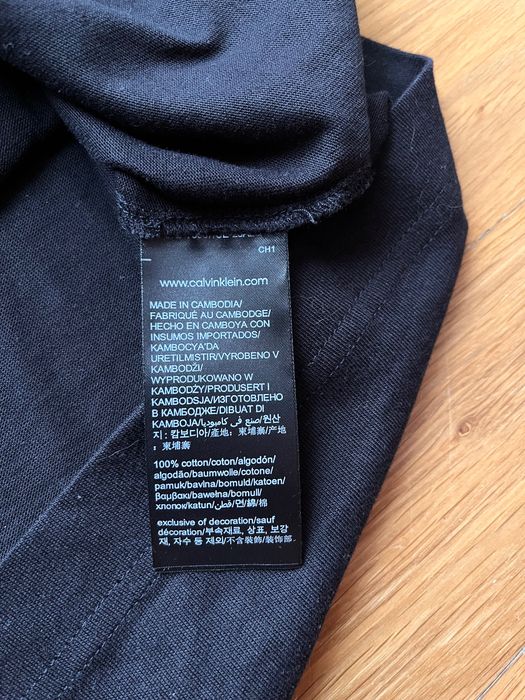 CH1
www.calvinklein.com
MADE IN CAMBODIA/
FABRIQUÉ AU CAMBODGE/
HECHO EN CAMBOYA CON
INSUMOS IMPORTADOS/
KAMBOÇYA'DA
URETILMISTIR/VYROBENO V
KAMBODŽI/
WYPRODUKOWANO W
KAMBODŻY/PRODUSERT I
KAMBODSJA/ИЗГОТОВЛЕНО
В КАМБОДЖЕ/DIBUAT DI
KAMBOJA/صنع في كامبوديا/원산
지: 캄보디아/產地: 柬埔寨/产地
: 柬埔寨
100% cotton/coton/algodón/
algodão/baumwolle/cotone/
pamuk/bavlna/bomuld/katoen/
βαμβακι/bawełna/bomull/
хлопок/katun/قطن/면/綿/棉
exclusive of decoration/sauf
décoration/부속재료, 상표, 보강
재, 자수 등 제외/不含裝飾/装饰部